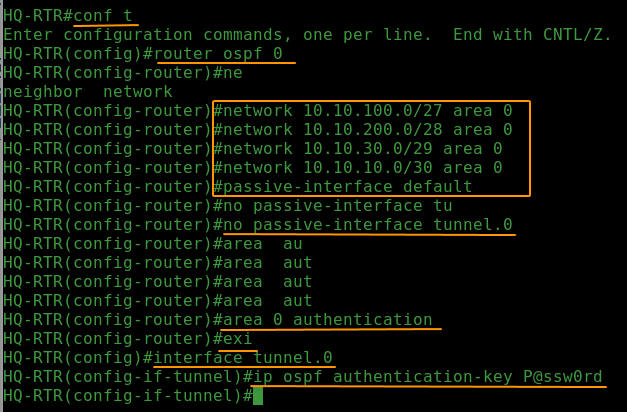 HQ-RTR#conf t
Enter configuration commands, one per line.  End with CNTL/Z.
HQ-RTR(config)#router ospf 0
HQ-RTR(config-router)#ne
neighbor  network
HQ-RTR(config-router)#network 10.10.100.0/27 area 0
HQ-RTR(config-router)#network 10.10.200.0/28 area 0
HQ-RTR(config-router)#network 10.10.30.0/29 area 0
HQ-RTR(config-router)#network 10.10.10.0/30 area 0
HQ-RTR(config-router)#passive-interface default
HQ-RTR(config-router)#no passive-interface tu
HQ-RTR(config-router)#no passive-interface tunnel.0
HQ-RTR(config-router)#area  au
HQ-RTR(config-router)#area  aut
HQ-RTR(config-router)#area  aut
HQ-RTR(config-router)#area  aut
HQ-RTR(config-router)#area 0 authentication
HQ-RTR(config-router)#exi
HQ-RTR(config)#interface tunnel.0
HQ-RTR(config-if-tunnel)#ip ospf authentication-key P@ssw0rd
HQ-RTR(config-if-tunnel)#